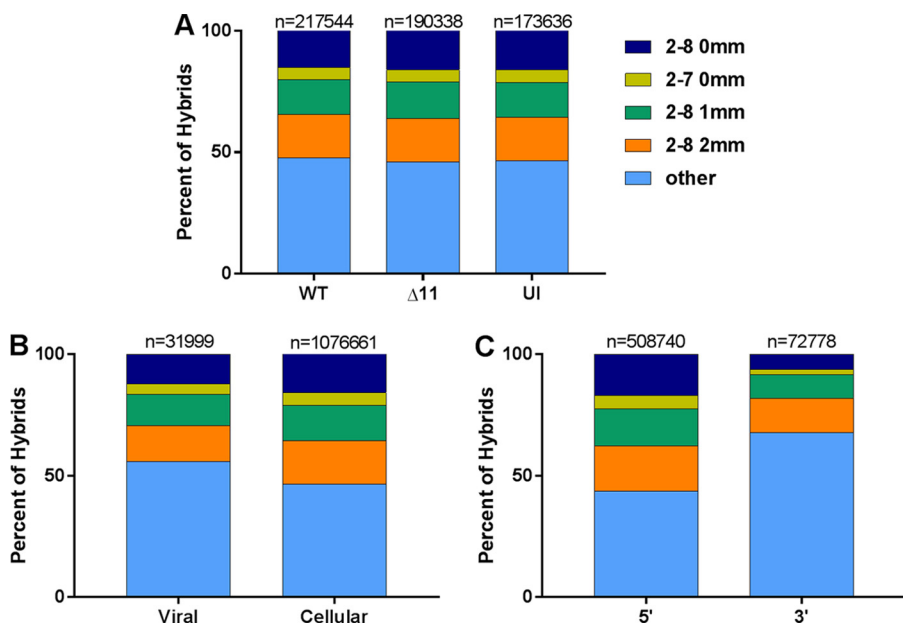 A
n=217544 n=190338 n=173636
100
50
0
Percent of Hybrids
WT Δ11 UI
2-8 0mm
2-7 0mm
2-8 1mm
2-8 2mm
other
B
n=31999 n=1076661
100
50
0
Percent of Hybrids
Viral Cellular
C
n=508740 n=72778
100
50
0
Percent of Hybrids
5' 3'